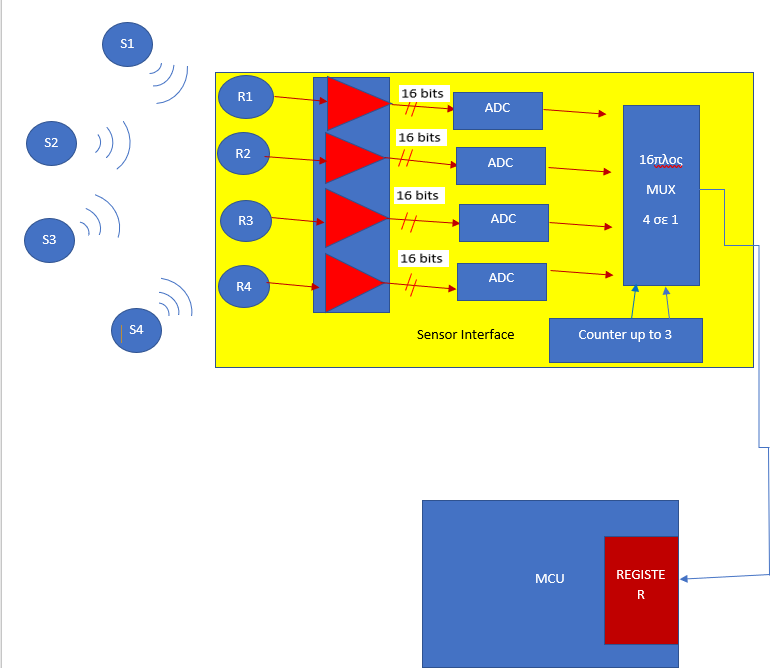 S1
S2
S3
S4
R1
16 bits
ADC
R2
16 bits
ADC
R3
16 bits
ADC
R4
16 bits
ADC
16πλος
MUX
4 σε 1
Sensor Interface
Counter up to 3
MCU
REGISTE
R